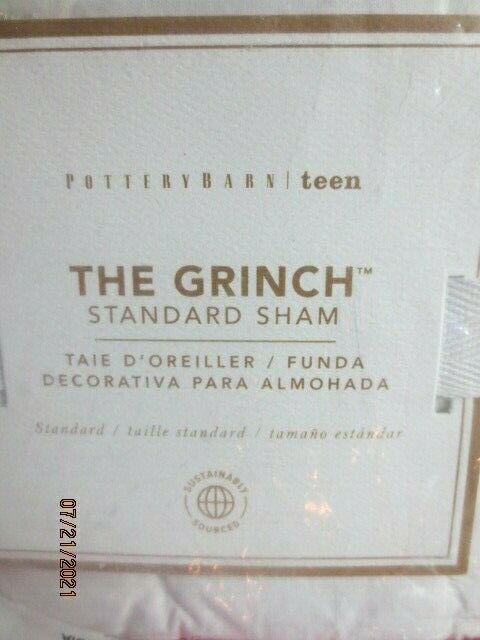 POTTERYBARN | teen
THE GRINCH™
STANDARD SHAM
TAIE D'OREILLER / FUNDA
DECORATIVA PARA ALMOHADA
Standard / taille standard / tamaño estándar
SUSTAINABLY
SOURCED
07/21/2021